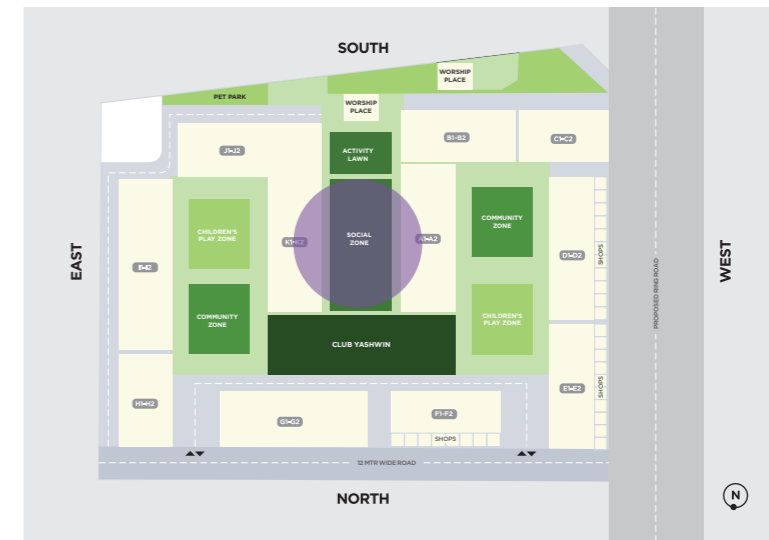 SOUTH
WORSHIP
PLACE
PET PARK
WORSHIP
PLACE
B1-B2
C1-C2
J1-J2
ACTIVITY
LAWN
CHILDREN'S
PLAY ZONE
COMMUNITY
ZONE
K1-K2
SOCIAL
ZONE
A1-A2
EAST
WEST
D1-D2
SHOPS
PROPOSED RING ROAD
COMMUNITY
ZONE
CHILDREN'S
PLAY ZONE
CLUB YASHWIN
H1-H2
G1-G2
F1-F2
SHOPS
E1-E2
SHOPS
12 MTR WIDE ROAD
NORTH
N